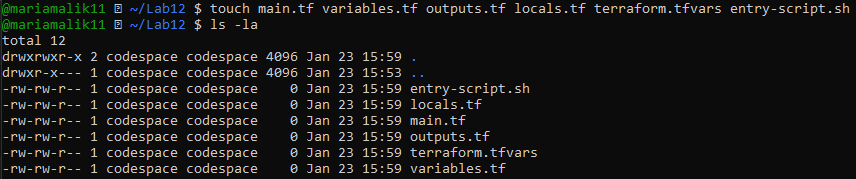 @mariamalik11 ~/Lab12 $ touch main.tf variables.tf outputs.tf locals.tf terraform.tfvars entry-script.sh
@mariamalik11 ~/Lab12 $ ls -la
total 12
drwxrwxr-x 2 codespace codespace 4096 Jan 23 15:59 .
drwxr-x--- 1 codespace codespace 4096 Jan 23 15:53 ..
-rw-rw-r-- 1 codespace codespace    0 Jan 23 15:59 entry-script.sh
-rw-rw-r-- 1 codespace codespace    0 Jan 23 15:59 locals.tf
-rw-rw-r-- 1 codespace codespace    0 Jan 23 15:59 main.tf
-rw-rw-r-- 1 codespace codespace    0 Jan 23 15:59 outputs.tf
-rw-rw-r-- 1 codespace codespace    0 Jan 23 15:59 terraform.tfvars
-rw-rw-r-- 1 codespace codespace    0 Jan 23 15:59 variables.tf